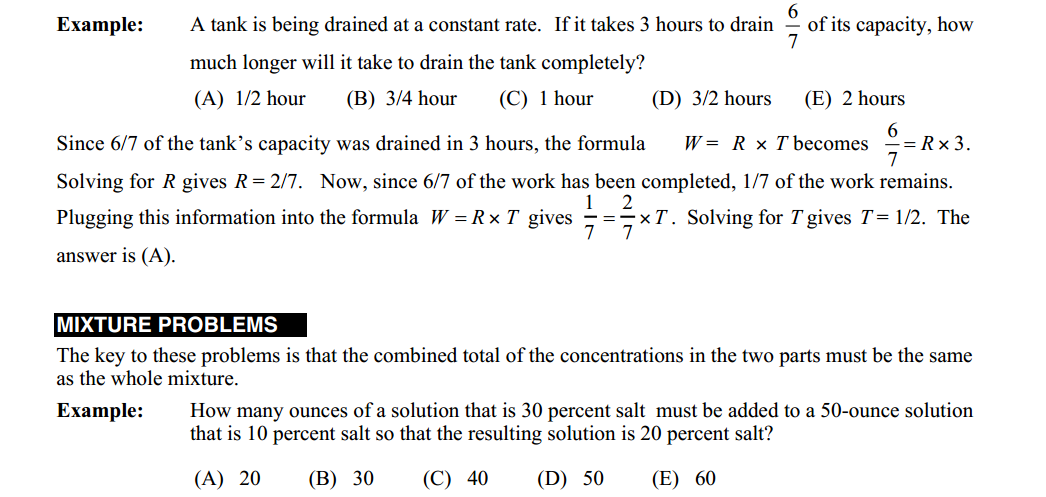 Example: A tank is being drained at a constant rate. If it takes 3 hours to drain 6/7 of its capacity, how
much longer will it take to drain the tank completely?
(A) 1/2 hour (B) 3/4 hour (C) 1 hour (D) 3/2 hours (E) 2 hours
Since 6/7 of the tank’s capacity was drained in 3 hours, the formula W = R × T becomes 6/7 = R × 3.
Solving for R gives R = 2/7. Now, since 6/7 of the work has been completed, 1/7 of the work remains.
Plugging this information into the formula W = R × T gives 1/7 = 2/7 × T. Solving for T gives T = 1/2. The
answer is (A).
MIXTURE PROBLEMS
The key to these problems is that the combined total of the concentrations in the two parts must be the same
as the whole mixture.
Example: How many ounces of a solution that is 30 percent salt must be added to a 50-ounce solution
that is 10 percent salt so that the resulting solution is 20 percent salt?
(A) 20 (B) 30 (C) 40 (D) 50 (E) 60